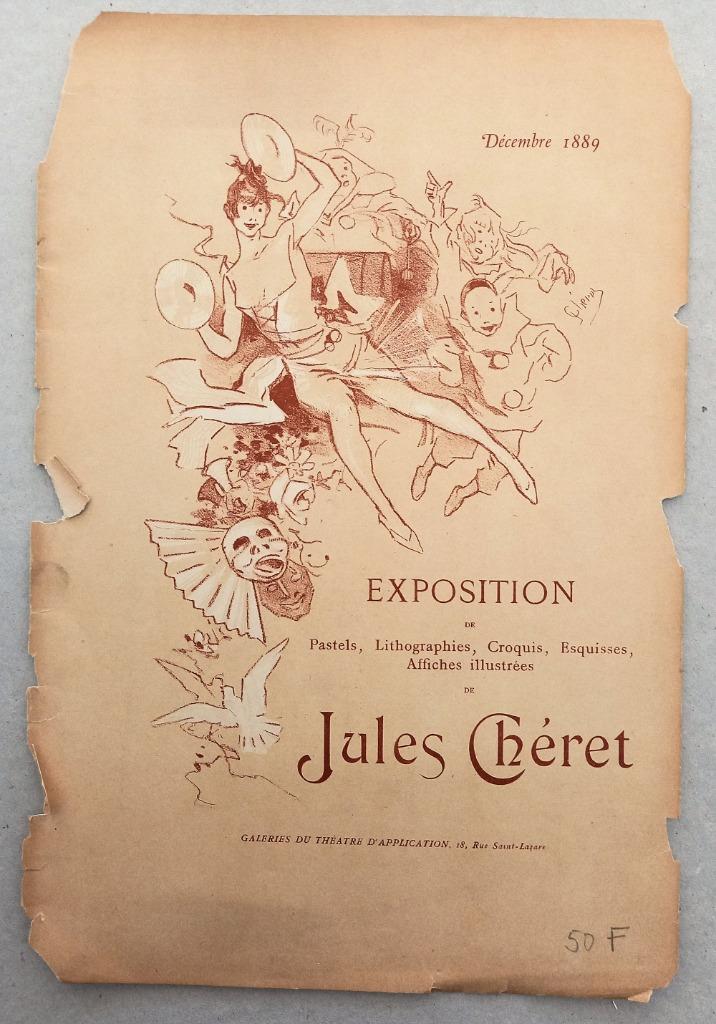 Décembre 1889
EXPOSITION
DE
Pastels, Lithographies, Croquis, Esquisses,
Affiches illustrées
DE
Jules Chéret
GALERIES DU THÉATRE D'APPLICATION, 18, Rue Saint-Lazare
50 F